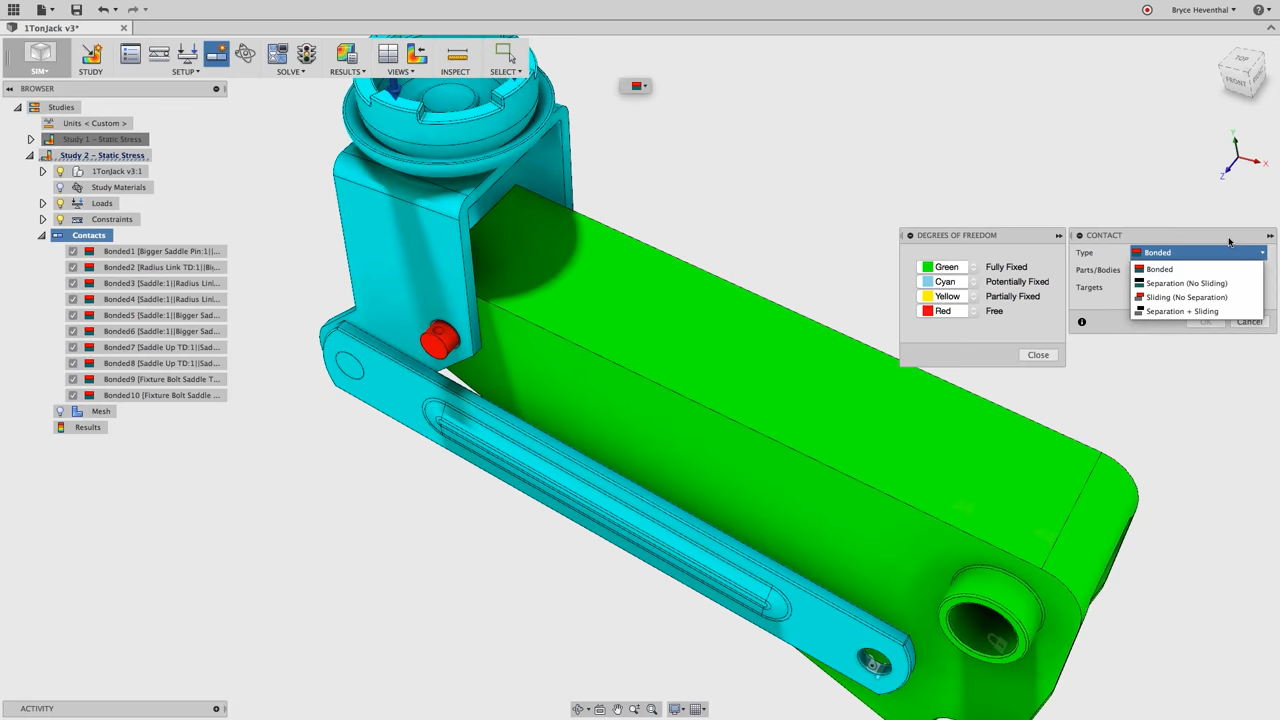 Bryce Heventhal
1TonJack v3*
SIM
STUDY
SETUP
SOLVE
RESULTS
VIEWS
INSPECT
SELECT
BROWSER
Studies
Units < Custom >
Study 1 - Static Stress
Study 2 - Static Stress
1TonJack v3:1
Study Materials
Loads
Constraints
Contacts
Bonded1 [Bigger Saddle Pin:1||...
Bonded2 [Radius Link TD:1||Big...
Bonded3 [Saddle:1||Radius Linl...
Bonded4 [Saddle:1||Radius Linl...
Bonded5 [Saddle:1||Bigger Sad...
Bonded6 [Saddle:1||Bigger Sad...
Bonded7 [Saddle Up TD:1||Sad...
Bonded8 [Saddle Up TD:1||Sad...
Bonded9 [Fixture Bolt Saddle T...
Bonded10 [Fixture Bolt Saddle ...
Mesh
Results
TOP
FRONT
Y
X
Z
DEGREES OF FREEDOM
Green Fully Fixed
Cyan Potentially Fixed
Yellow Partially Fixed
Red Free
Close
CONTACT
Type Bonded
Parts/Bodies
Targets
Bonded
Separation (No Sliding)
Sliding (No Separation)
Separation + Sliding
OK Cancel
ACTIVITY